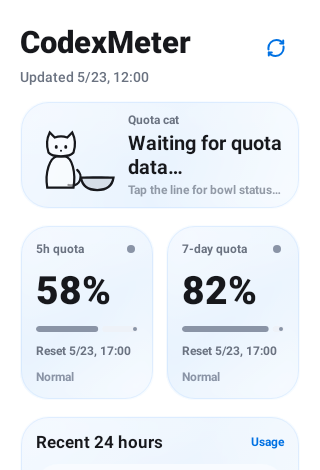 CodexMeter
Updated 5/23, 12:00
Quota cat
Waiting for quota
data…
Tap the line for bowl status…
5h quota
58%
Reset 5/23, 17:00
Normal
7-day quota
82%
Reset 5/23, 17:00
Normal
Recent 24 hours
Usage